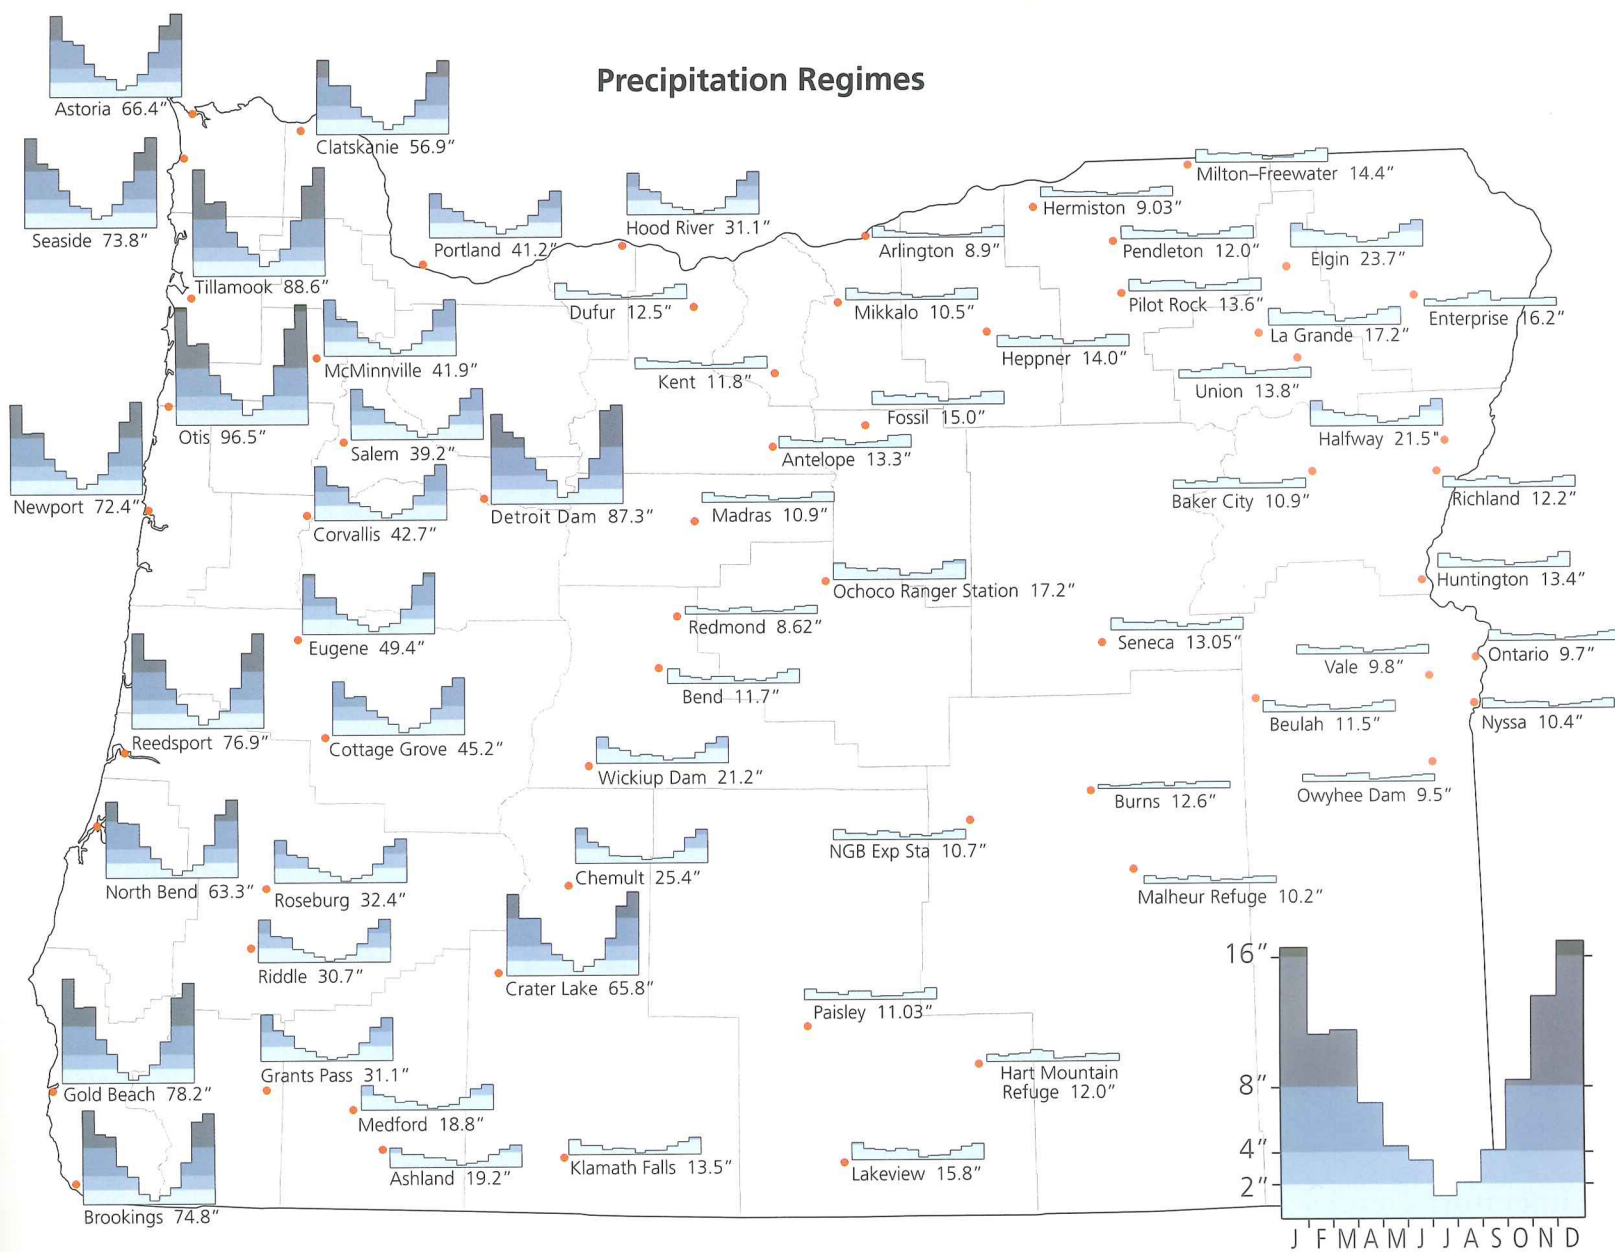 Precipitation Regimes
Astoria 66.4″
Clatskanie 56.9″
Milton–Freewater 14.4″
Hermiston 9.03″
Seaside 73.8″
Hood River 31.1″
Portland 41.2″
Arlington 8.9″
Pendleton 12.0″
Elgin 23.7″
Tillamook 88.6″
Dufur 12.5″
Mikkalo 10.5″
Pilot Rock 13.6″
Enterprise 16.2″
La Grande 17.2″
McMinnville 41.9″
Heppner 14.0″
Kent 11.8″
Union 13.8″
Fossil 15.0″
Otis 96.5″
Halfway 21.5"
Salem 39.2″
Antelope 13.3″
Newport 72.4″
Detroit Dam 87.3″
Madras 10.9″
Baker City 10.9″
Richland 12.2″
Corvallis 42.7″
Huntington 13.4″
Ochoco Ranger Station 17.2″
Redmond 8.62″
Eugene 49.4″
Seneca 13.05″
Ontario 9.7″
Vale 9.8″
Bend 11.7″
Reedsport 76.9″
Cottage Grove 45.2″
Beulah 11.5″
Nyssa 10.4″
Wickiup Dam 21.2″
Burns 12.6″
Owyhee Dam 9.5″
NGB Exp Sta 10.7″
North Bend 63.3″
Roseburg 32.4″
Chemult 25.4″
Malheur Refuge 10.2″
Riddle 30.7″
Crater Lake 65.8″
Paisley 11.03″
Grants Pass 31.1″
Hart Mountain
Refuge 12.0″
Gold Beach 78.2″
Medford 18.8″
Ashland 19.2″
Klamath Falls 13.5″
Lakeview 15.8″
Brookings 74.8″
16″
8″
4″
2″
J F M A M J J A S O N D